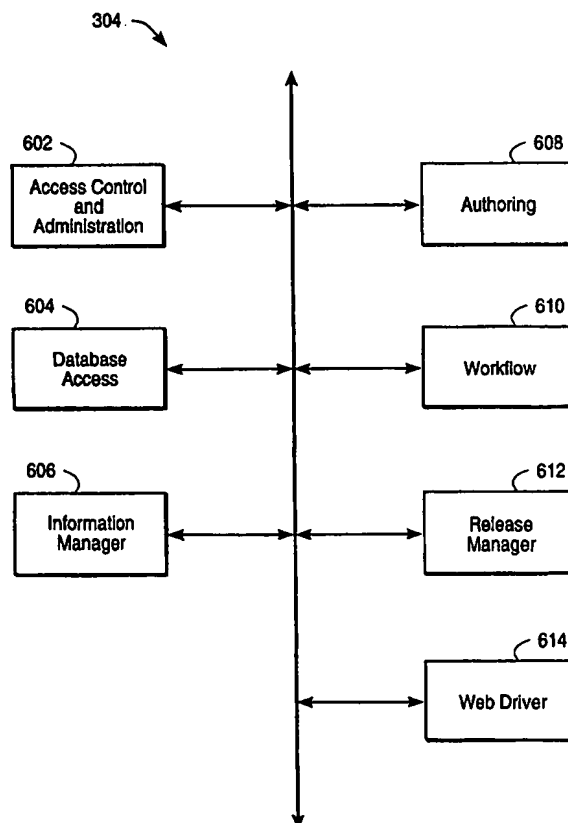 304
602
Access Control
and
Administration
608
Authoring
604
Database
Access
610
Workflow
606
Information
Manager
612
Release
Manager
614
Web Driver